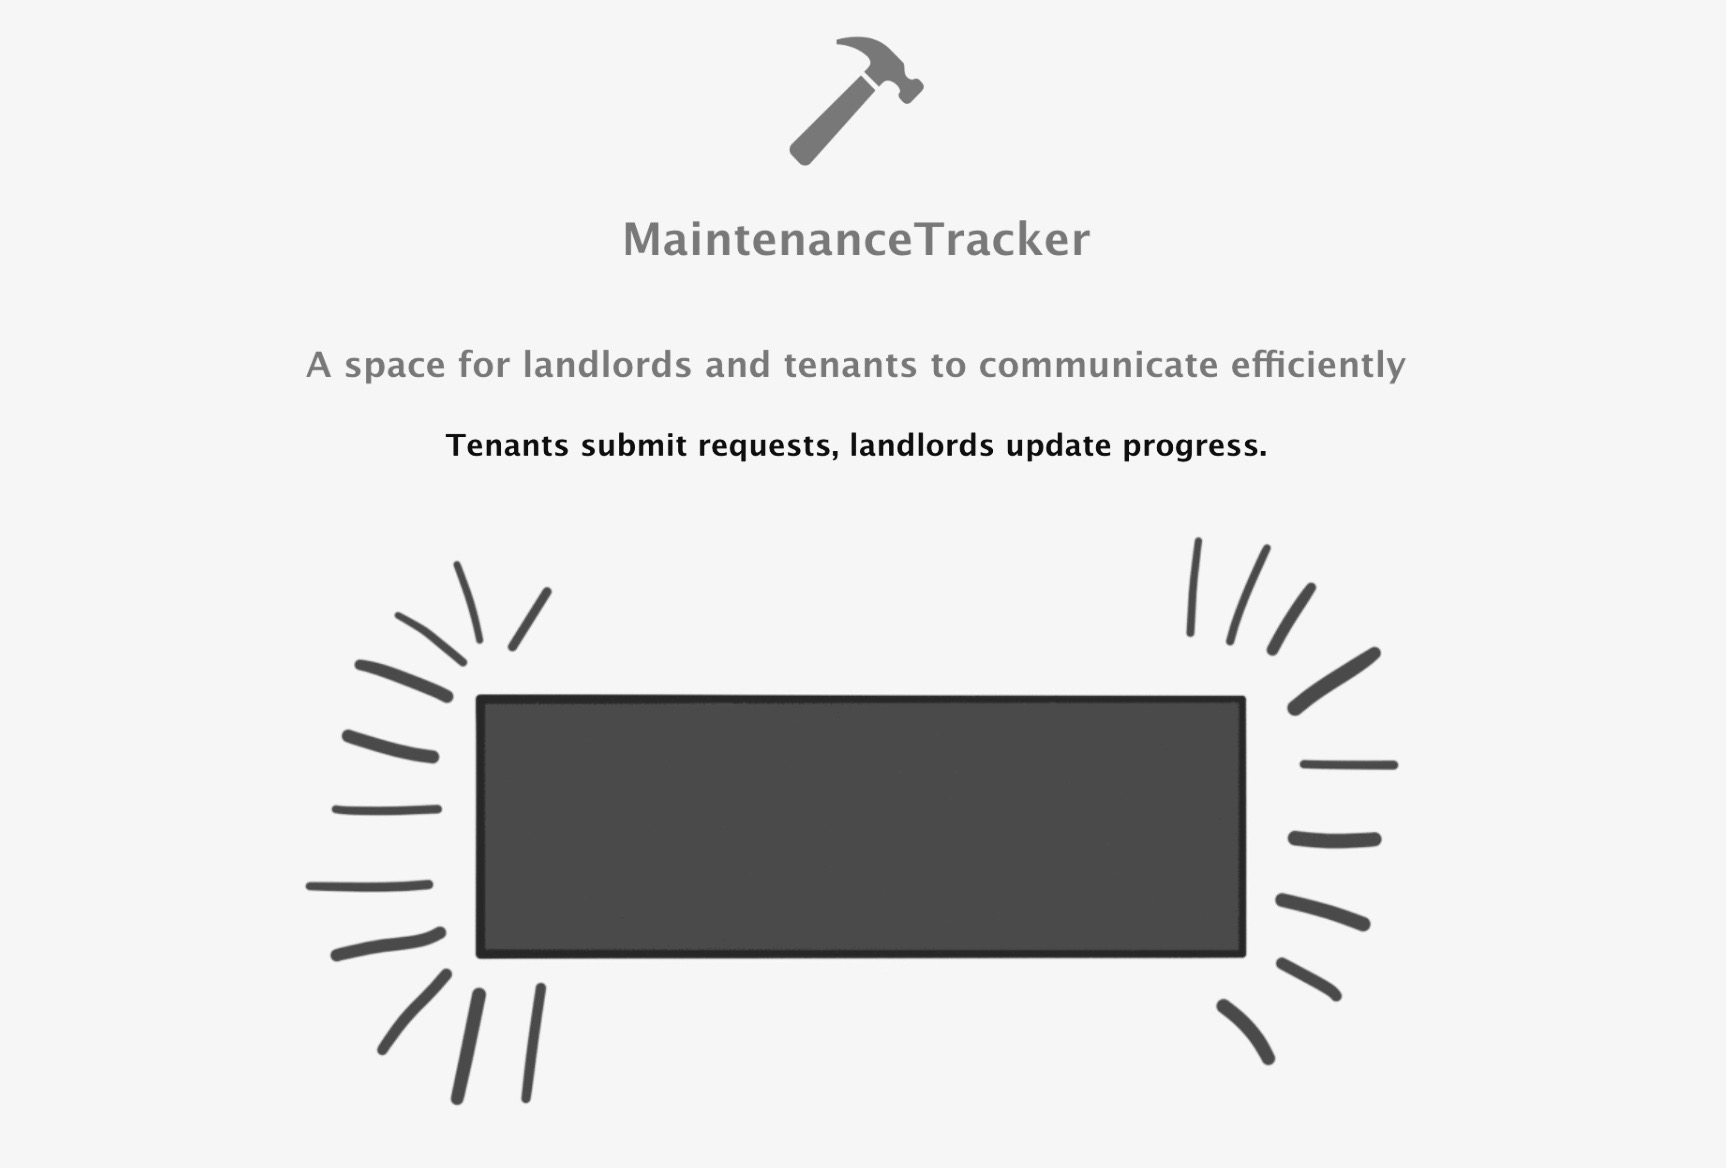 MaintenanceTracker
A space for landlords and tenants to communicate efficiently
Tenants submit requests, landlords update progress.